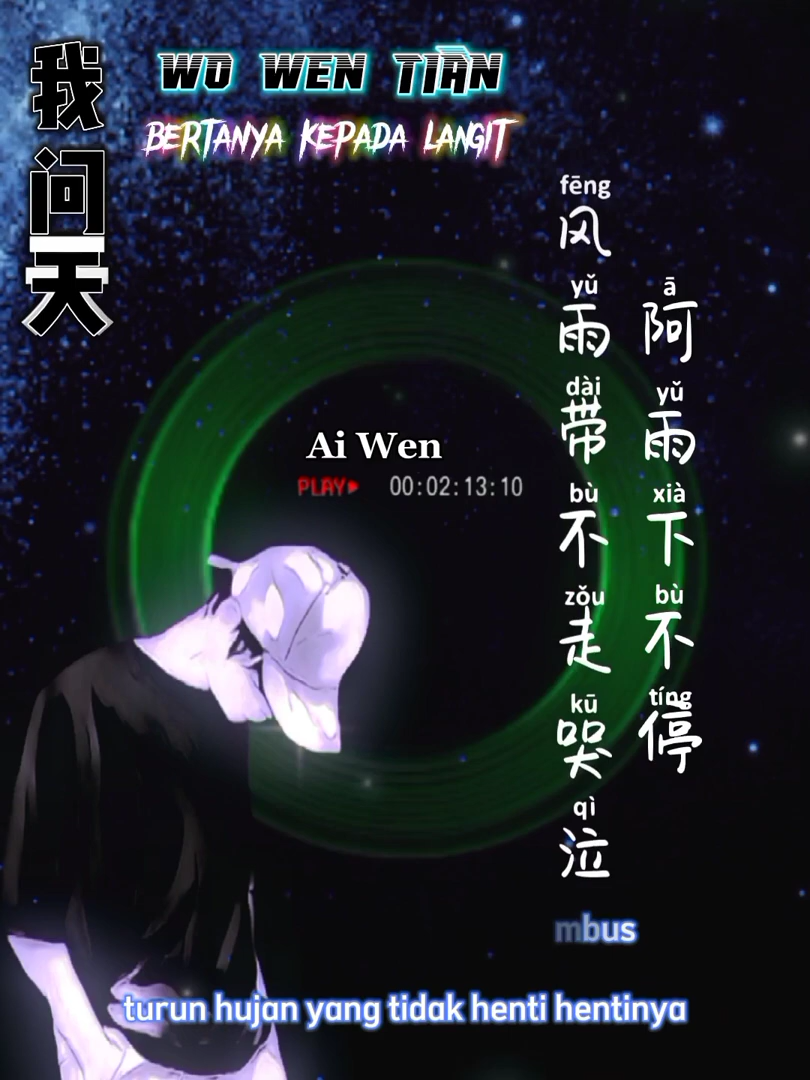 我问天
WO WEN TIAN
BERTANYA KEPADA LANGIT
Ai Wen
PLAY 00:02:13:10
ā yǔ xià bù tíng
阿雨下不停
fēng yǔ dài bù zǒu kū qì
风雨带不走哭泣
mbus
turun hujan yang tidak henti hentinya